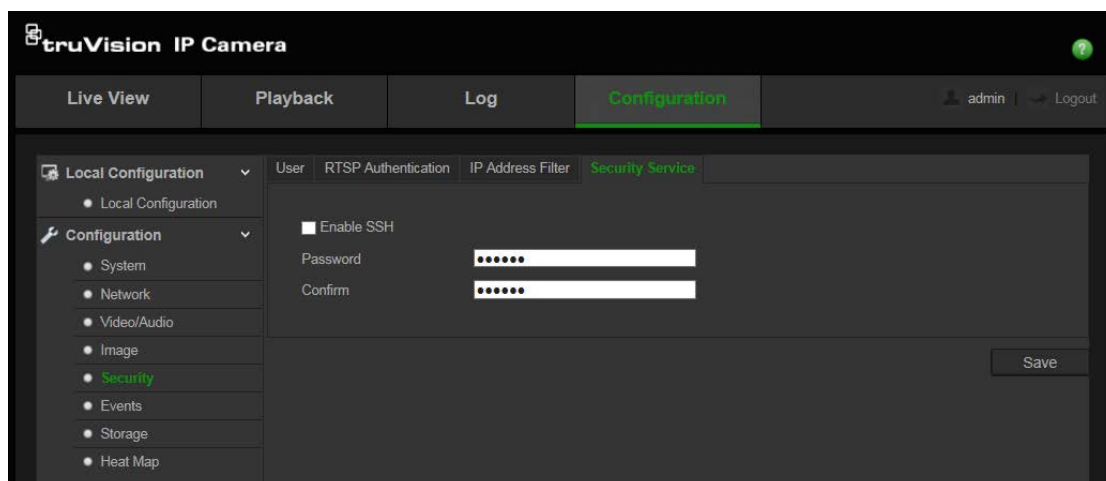 truVision IP Camera
?
Live View Playback Log Configuration admin | Logout
Local Configuration
Local Configuration
Configuration
System
Network
Video/Audio
Image
Security
Events
Storage
Heat Map
User RTSP Authentication IP Address Filter Security Service
Enable SSH
Password ••••••
Confirm ••••••
Save